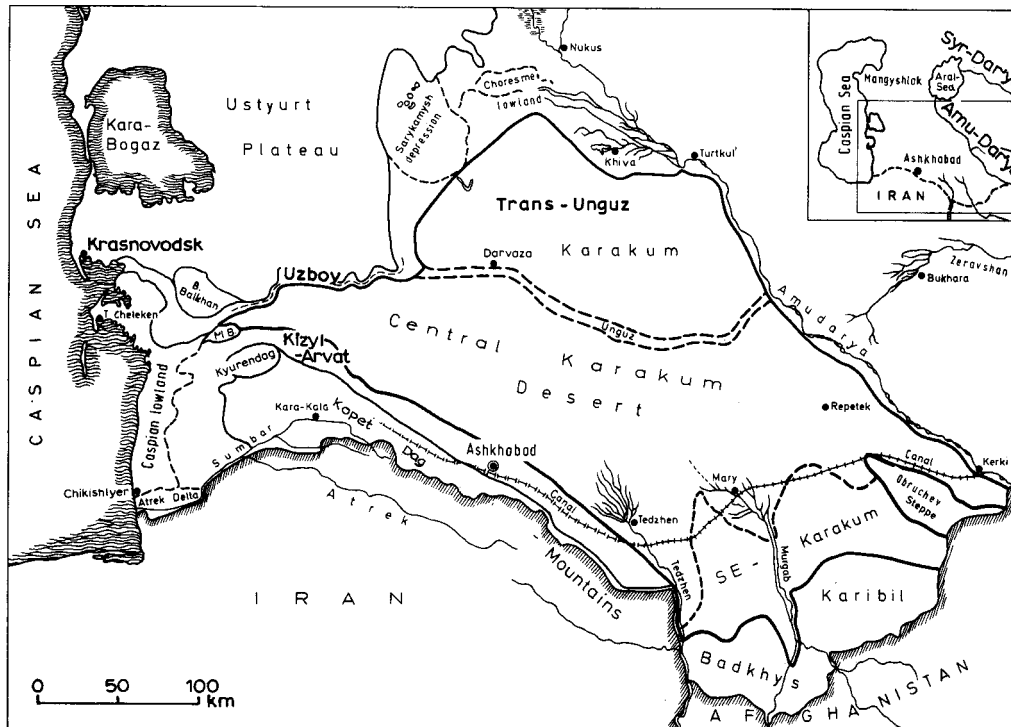 Nukus
Ustyurt
Plateau
Kara-
Bogaz
Sarykamysh
depression
Choresme
lowland
Khiva
Turtkul'
Caspian Sea
Mangyshlak
Aral-
Sea
Syr-Dar'y
Amu-Dar'y
Ashkhabad
IRAN
CASPIAN SEA
Krasnovodsk
T. Cheleken
B.
Balkhan
Uzboy
Trans-Unguz
Karakum
Darvaza
Unguz
Amudarya
Zeravshan
Bukhara
M.B.
Kizyl-
-Arvat
Kyurendag
Central Karakum
Desert
Repetek
Caspian lowland
Kara-Kala
Sumbar
Kopet
Dag
Mountains
Ashkhabad
Canal
Chikishlyer
Atrek Delta
Atrek
Tedzhen
Tedzhen
Mary
Murgab
Canal
Kerki
Obruchev
Steppe
SE-
Karakum
Karibil
Badkhys
IRAN
AFGHANISTAN
0 50 100
km